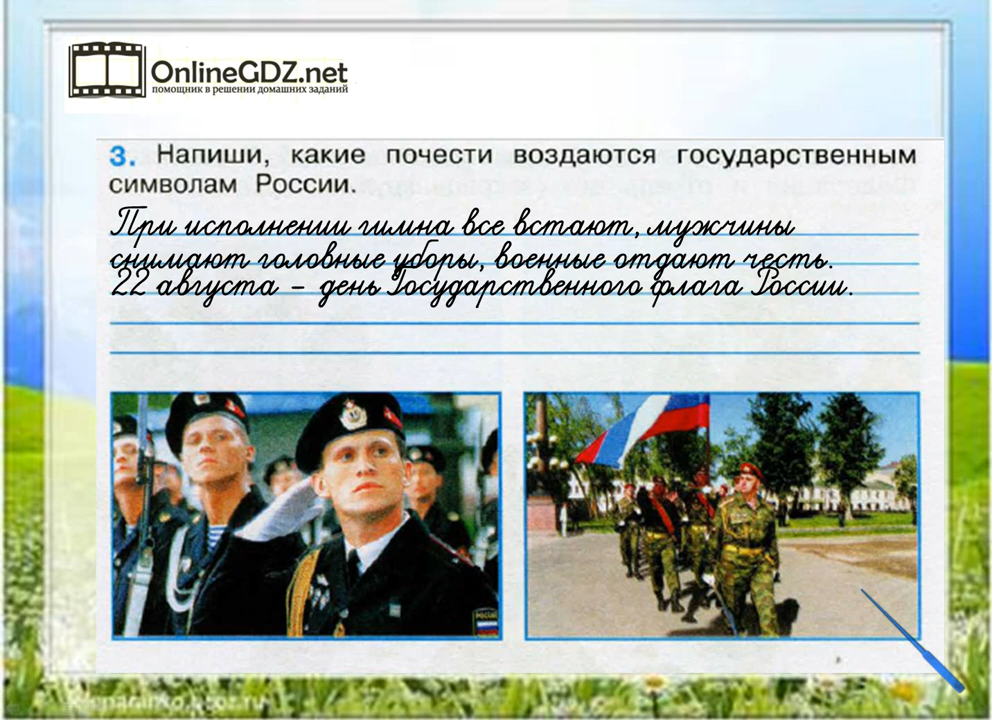 OnlineGDZ.net
помощник в решении домашних заданий
3. Напиши, какие почести воздаются государственным
символам России.
При исполнении гимна все встают, мужчины
снимают головные уборы, военные отдают честь.
22 августа – день Государственного флага России.